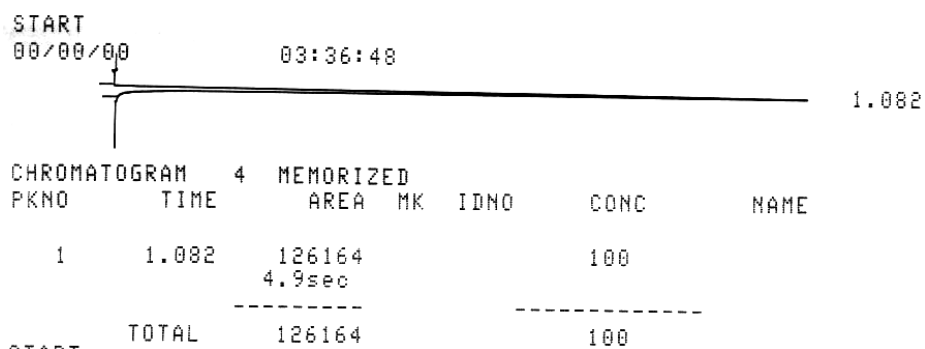 START
00/00/00 03:36:48
1.082
CHROMATOGRAM 4 MEMORIZED
PKNO TIME AREA MK IDNO CONC NAME
1 1.082 126164 100
4.9sec
TOTAL 126164 100
START